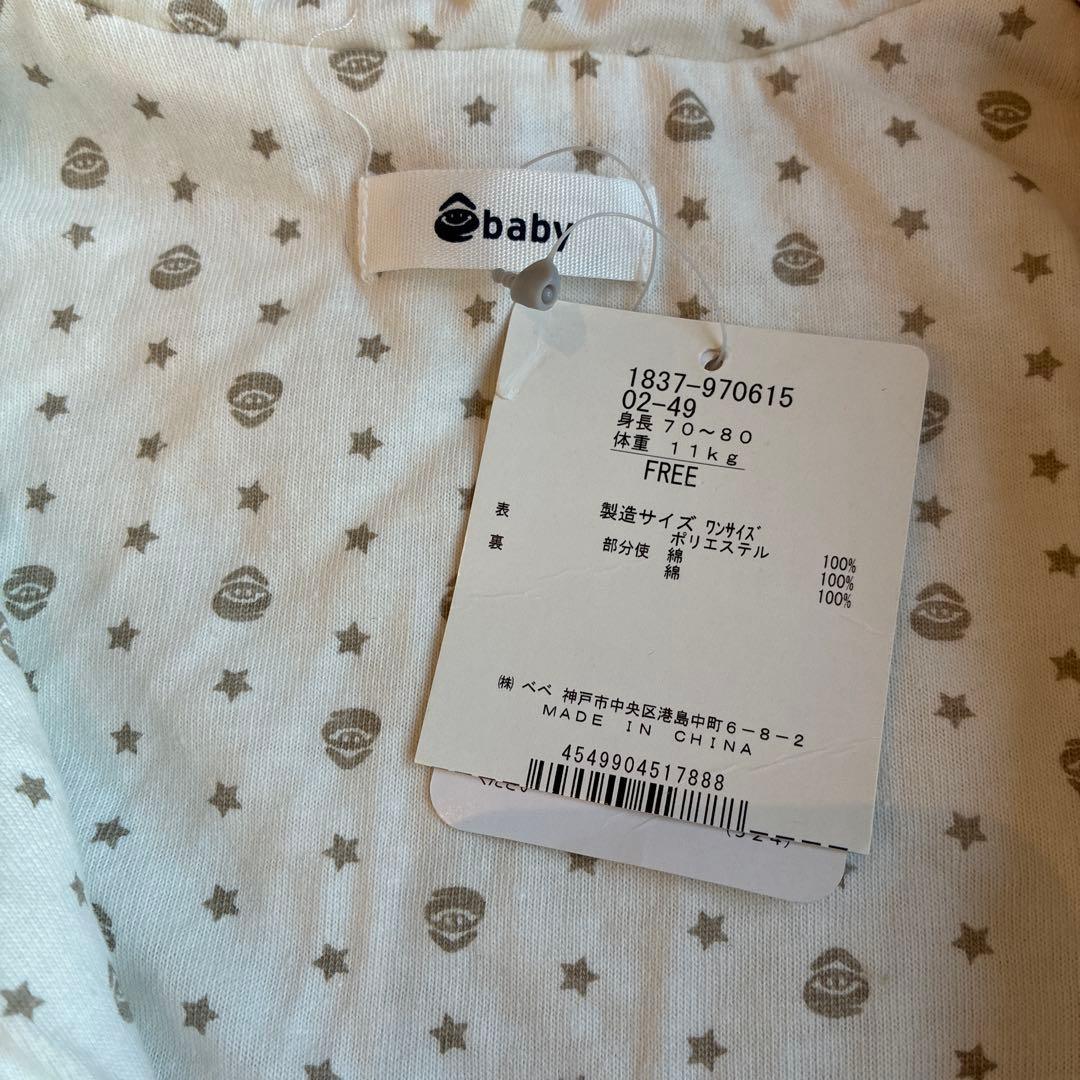 baby
1837-970615
02-49
身長 70～80
体重 11kg
FREE
製造サイズ ワンサイズ
表 ポリエステル 100%
裏 部分使 綿 100%
綿 100%
㈱ べべ 神戸市中央区港島中町6-8-2
MADE IN CHINA
4549904517888